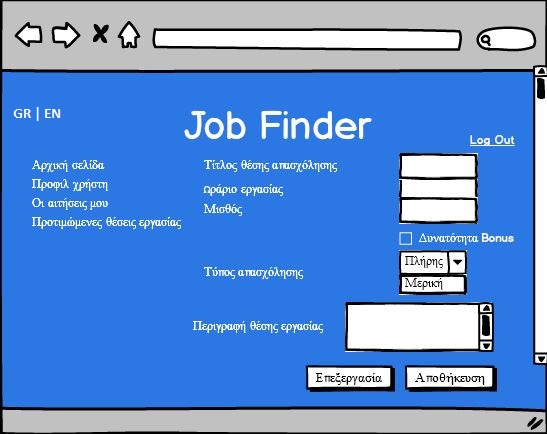 GR | EN
Job Finder
Log Out
Αρχική σελίδα
Προφιλ χρήστη
Οι αιτήσεις μου
Προτιμώμενες θέσεις εργασίας
Τίτλος θέσης απασχόλησης
Ωράριο εργασίας
Μισθός
Δυνατότητα Bonus
Τύπος απασχόλησης
Πλήρης
Μερική
Περιγραφή θέσης εργασίας
Επεξεργασία
Αποθήκευση